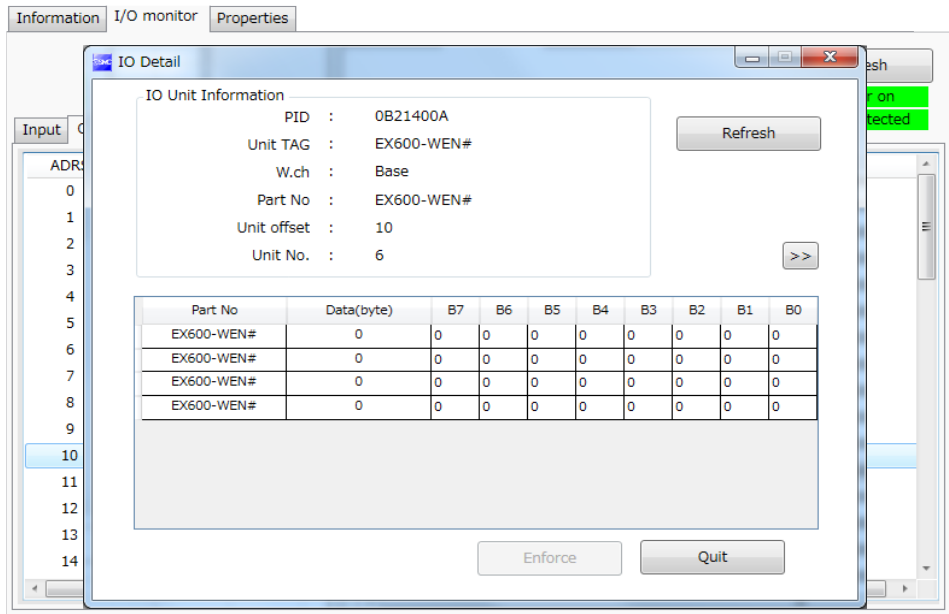 Information I/O monitor Properties
IO Detail
IO Unit Information
PID : 0B21400A
Unit TAG : EX600-WEN#
W.ch : Base
Part No : EX600-WEN#
Unit offset : 10
Unit No. : 6
Refresh
>>
Part No Data(byte) B7 B6 B5 B4 B3 B2 B1 B0
EX600-WEN# 0 0 0 0 0 0 0 0 0
EX600-WEN# 0 0 0 0 0 0 0 0 0
EX600-WEN# 0 0 0 0 0 0 0 0 0
EX600-WEN# 0 0 0 0 0 0 0 0 0
Enforce Quit
Input
0
1
2
3
4
5
6
7
8
9
10
11
12
13
14
on